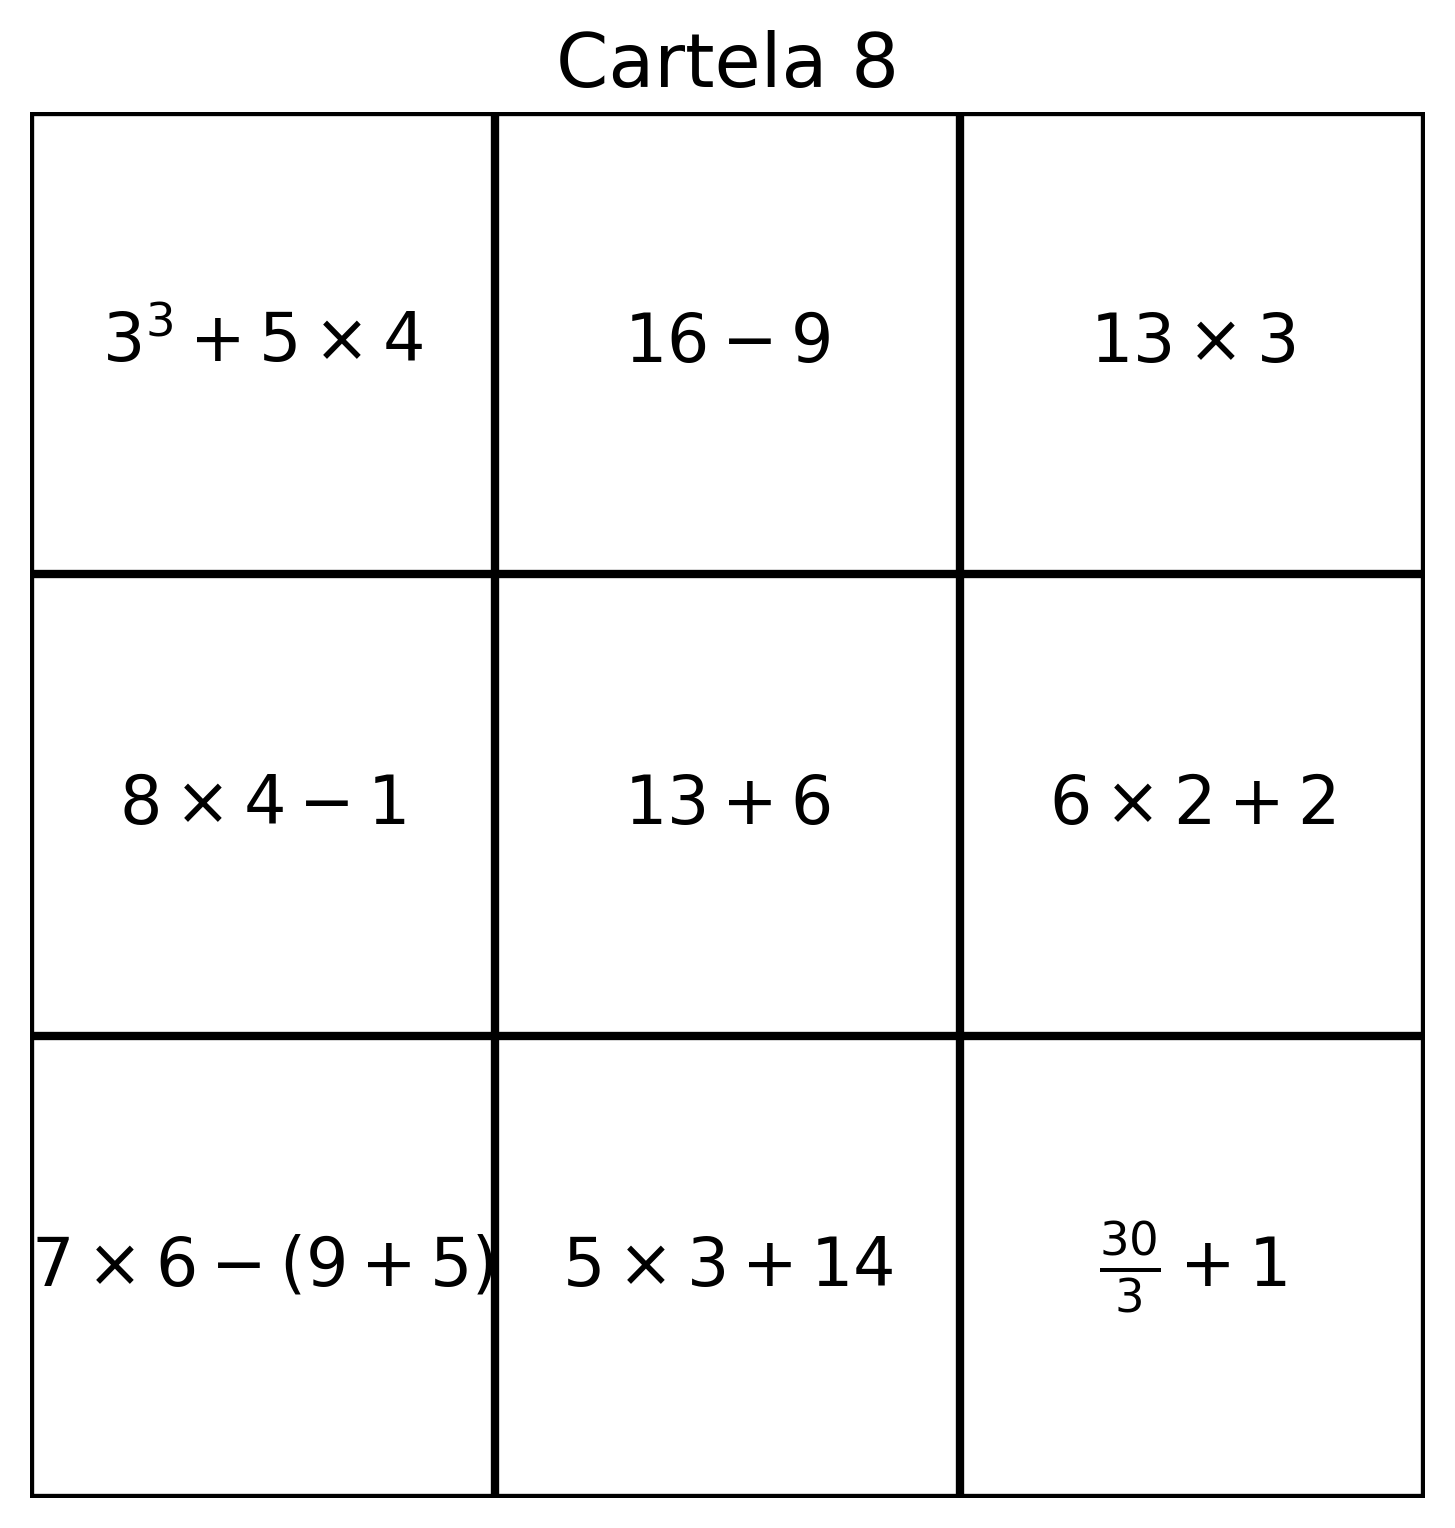 Cartela 8
3³ + 5 × 4
16 − 9
13 × 3
8 × 4 − 1
13 + 6
6 × 2 + 2
7 × 6 − (9 + 5)
5 × 3 + 14
30/3 + 1